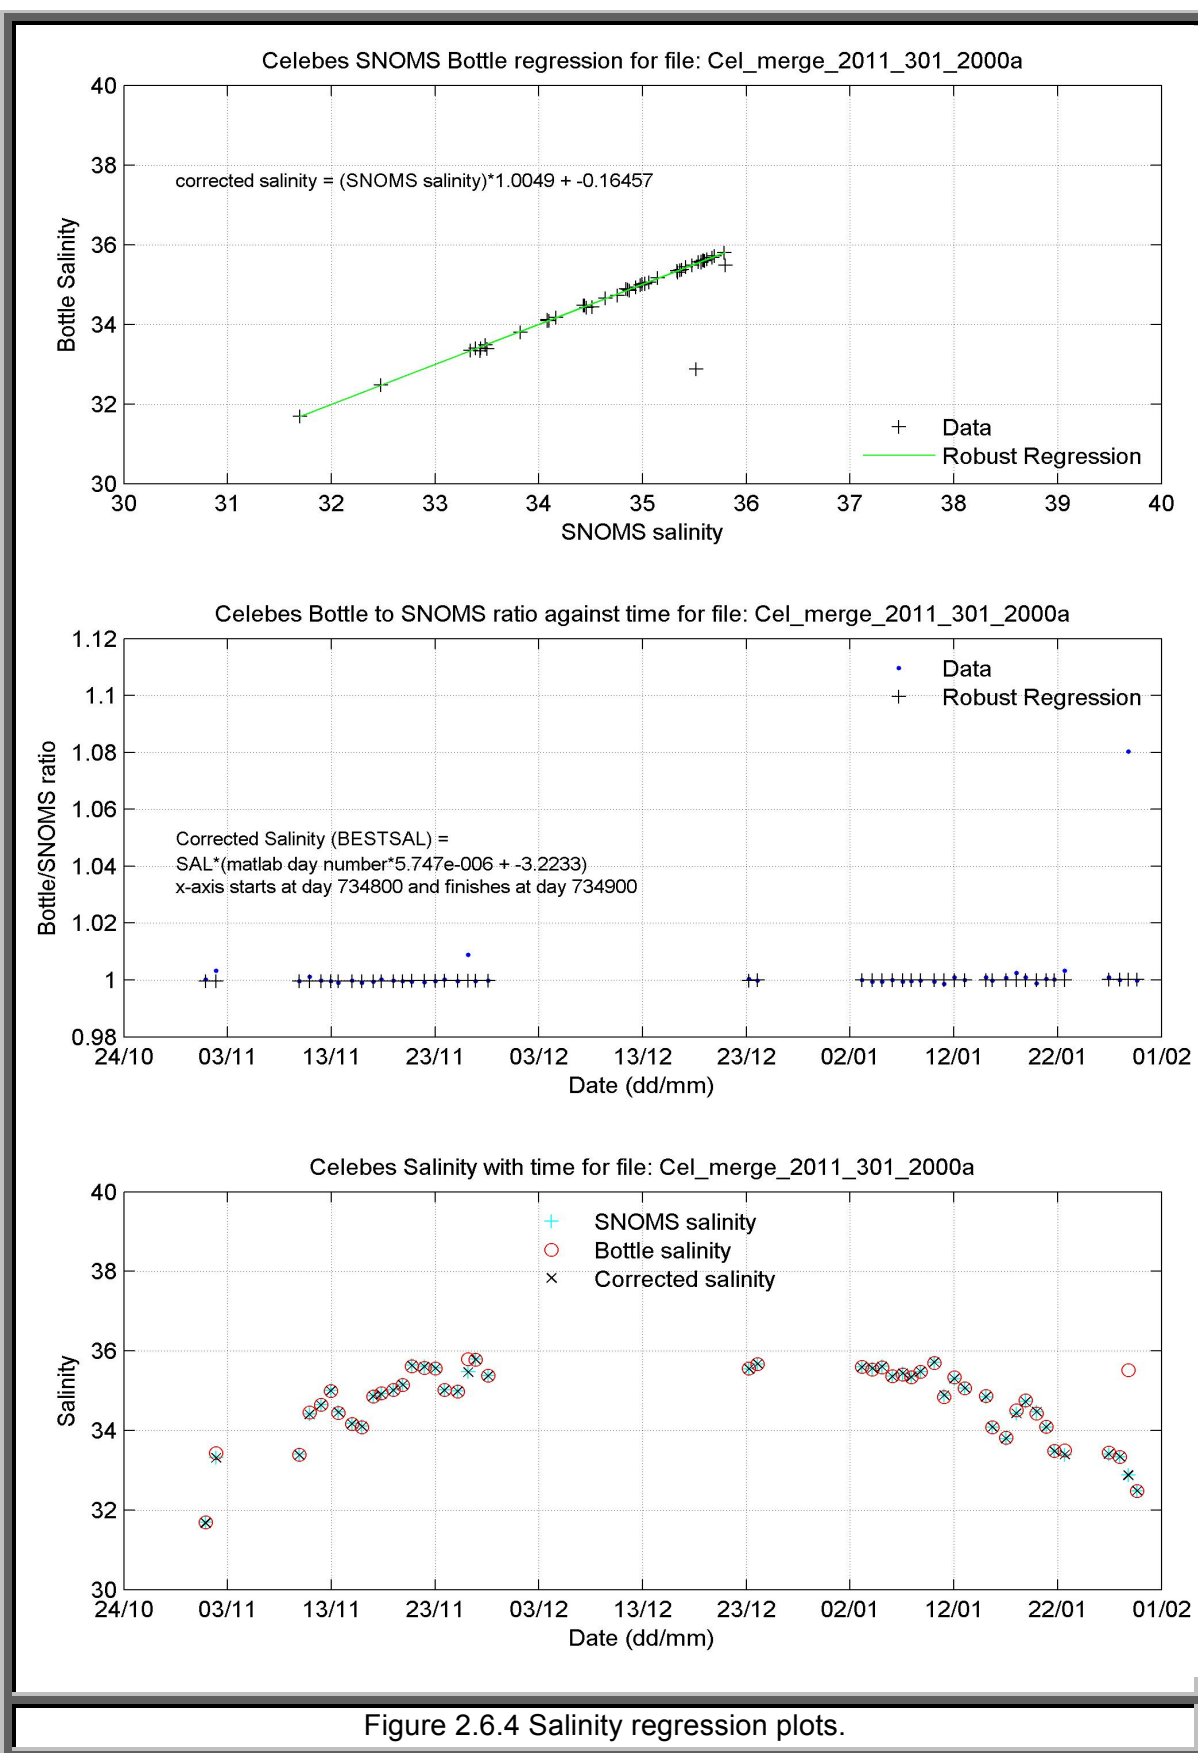 Celebes SNOMS Bottle regression for file: Cel_merge_2011_301_2000a
40
38
36
34
32
30
Bottle Salinity
corrected salinity = (SNOMS salinity)*1.0049 + -0.16457
Data
Robust Regression
30 31 32 33 34 35 36 37 38 39 40
SNOMS salinity
Celebes Bottle to SNOMS ratio against time for file: Cel_merge_2011_301_2000a
1.12
1.1
1.08
1.06
1.04
1.02
1
0.98
Bottle/SNOMS ratio
Data
Robust Regression
Corrected Salinity (BESTSAL) =
SAL*(matlab day number*5.747e-006 + -3.2233)
x-axis starts at day 734800 and finishes at day 734900
24/10 03/11 13/11 23/11 03/12 13/12 23/12 02/01 12/01 22/01 01/02
Date (dd/mm)
Celebes Salinity with time for file: Cel_merge_2011_301_2000a
40
38
36
34
32
30
Salinity
SNOMS salinity
Bottle salinity
Corrected salinity
24/10 03/11 13/11 23/11 03/12 13/12 23/12 02/01 12/01 22/01 01/02
Date (dd/mm)
Figure 2.6.4 Salinity regression plots.